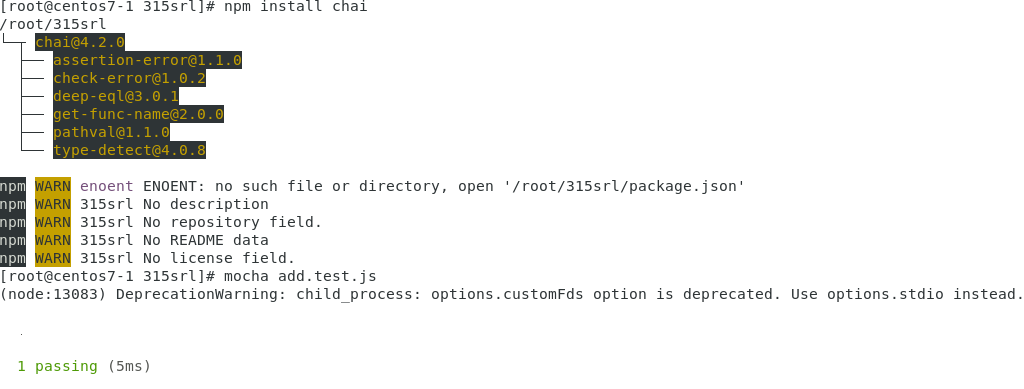 [root@centos7-1 315srl]# npm install chai
/root/315srl
└─┬ chai@4.2.0
  ├── assertion-error@1.1.0
  ├── check-error@1.0.2
  ├── deep-eql@3.0.1
  ├── get-func-name@2.0.0
  ├── pathval@1.1.0
  └── type-detect@4.0.8
npm WARN enoent ENOENT: no such file or directory, open '/root/315srl/package.json'
npm WARN 315srl No description
npm WARN 315srl No repository field.
npm WARN 315srl No README data
npm WARN 315srl No license field.
[root@centos7-1 315srl]# mocha add.test.js
(node:13083) DeprecationWarning: child_process: options.customFds option is deprecated. Use options.stdio instead.
  .
  1 passing (5ms)